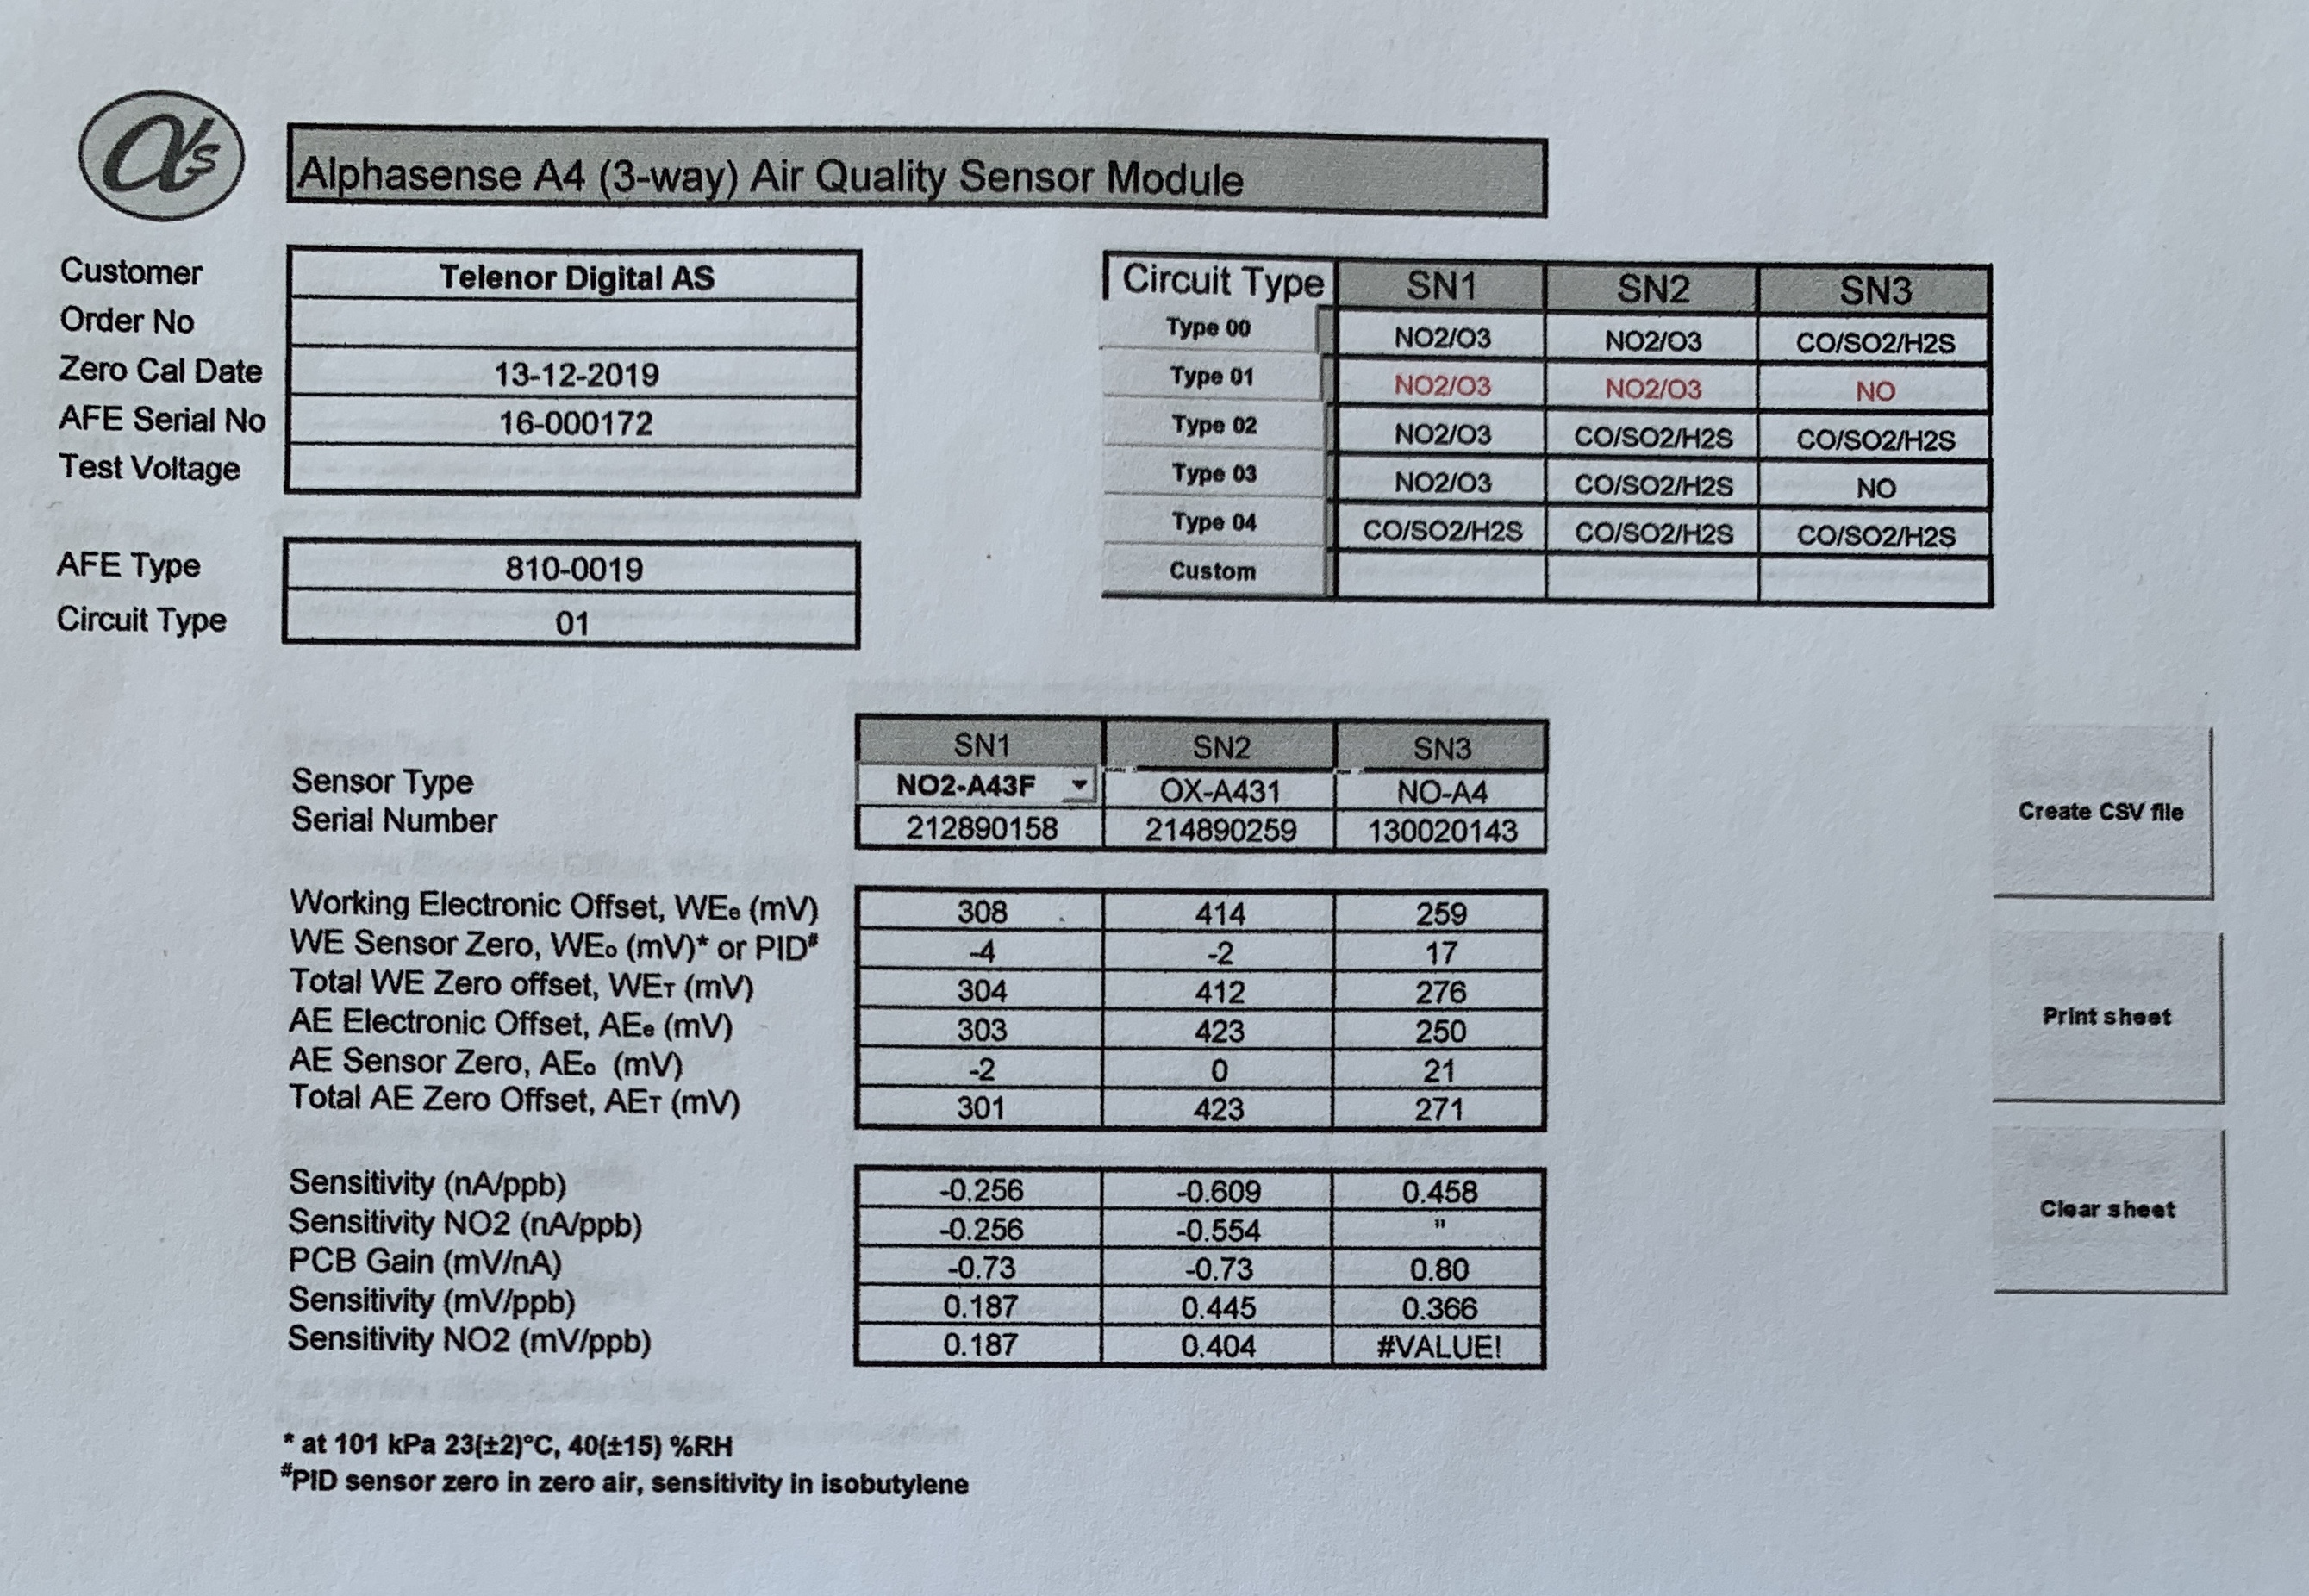 αs
Alphasense A4 (3-way) Air Quality Sensor Module
Customer Telenor Digital AS
Order No
Zero Cal Date 13-12-2019
AFE Serial No 16-000172
Test Voltage
AFE Type 810-0019
Circuit Type 01
Circuit Type SN1 SN2 SN3
Type 00 NO2/O3 NO2/O3 CO/SO2/H2S
Type 01 NO2/O3 NO2/O3 NO
Type 02 NO2/O3 CO/SO2/H2S CO/SO2/H2S
Type 03 NO2/O3 CO/SO2/H2S NO
Type 04 CO/SO2/H2S CO/SO2/H2S CO/SO2/H2S
Custom
SN1 SN2 SN3
Sensor Type NO2-A43F OX-A431 NO-A4
Serial Number 212890158 214890259 130020143
Working Electronic Offset, WEe (mV) 308 414 259
WE Sensor Zero, WEo (mV)* or PID# -4 -2 17
Total WE Zero offset, WET (mV) 304 412 276
AE Electronic Offset, AEe (mV) 303 423 250
AE Sensor Zero, AEo (mV) -2 0 21
Total AE Zero Offset, AET (mV) 301 423 271
Sensitivity (nA/ppb) -0.256 -0.609 0.458
Sensitivity NO2 (nA/ppb) -0.256 -0.554 "
PCB Gain (mV/nA) -0.73 -0.73 0.80
Sensitivity (mV/ppb) 0.187 0.445 0.366
Sensitivity NO2 (mV/ppb) 0.187 0.404 #VALUE!
Create CSV file
Print sheet
Clear sheet
* at 101 kPa 23(±2)°C, 40(±15) %RH
#PID sensor zero in zero air, sensitivity in isobutylene